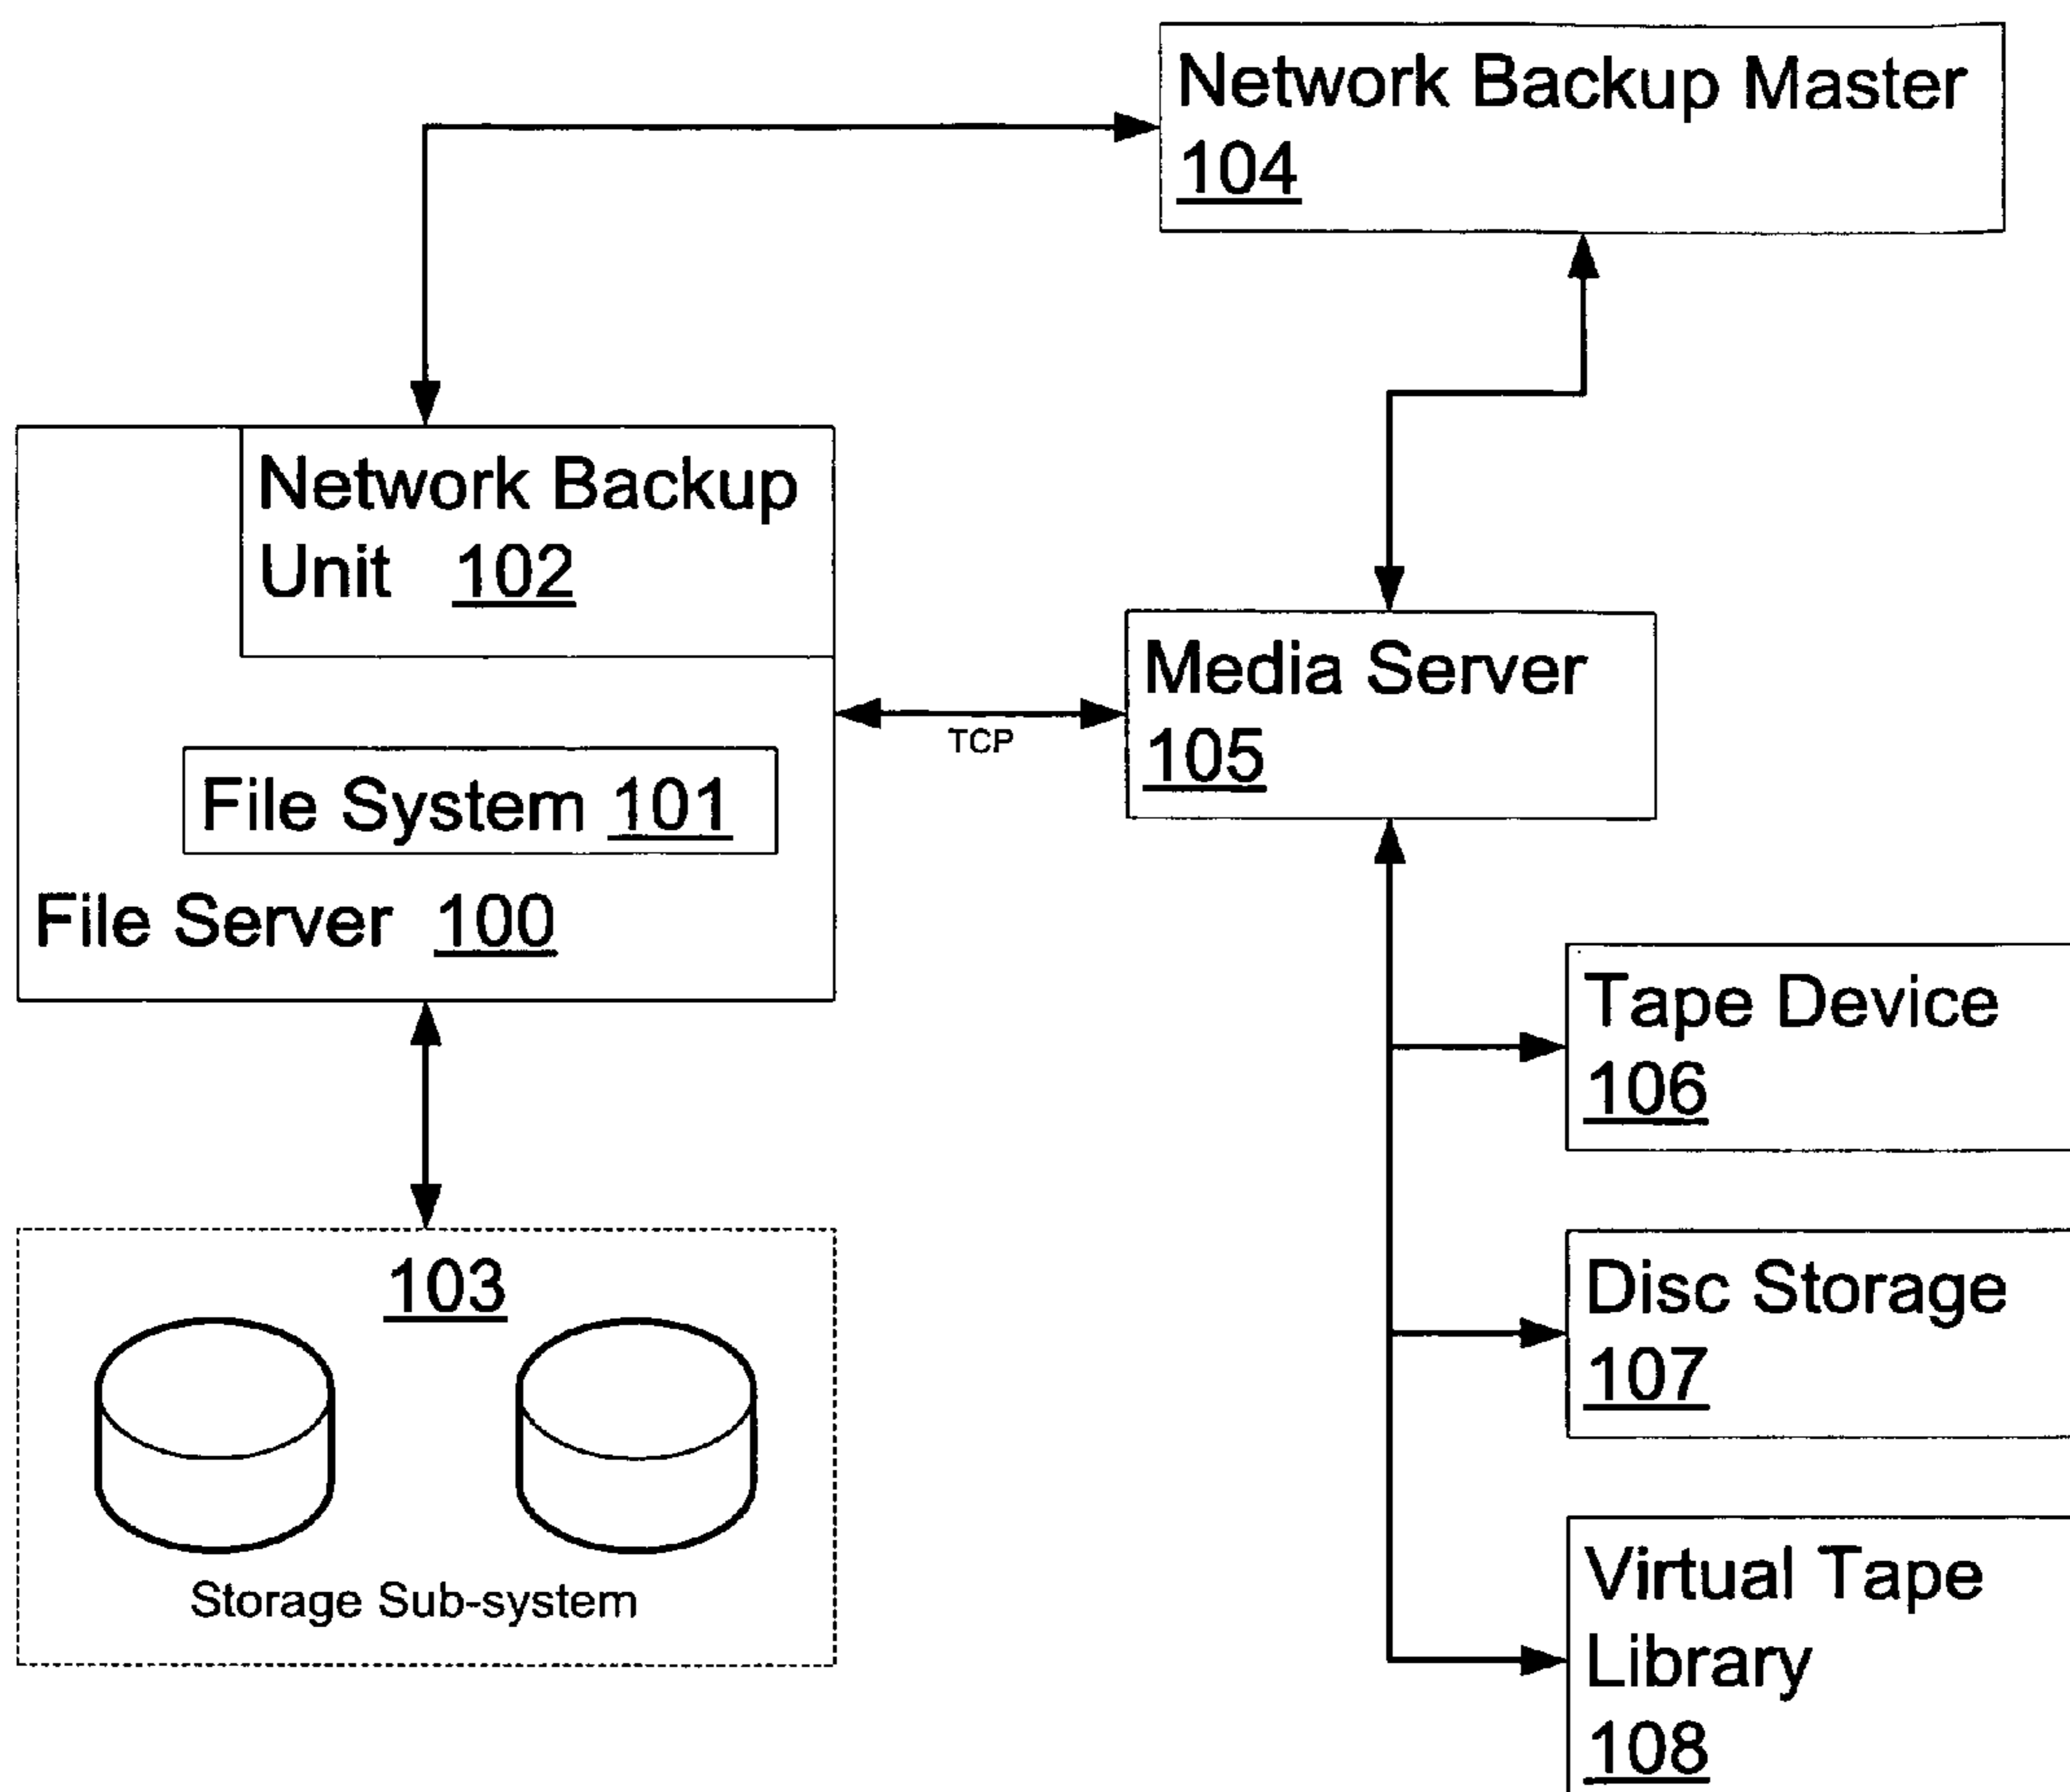 Network Backup Master
104
Network Backup
Unit 102
Media Server
105
TCP
File System 101
File Server 100
Tape Device
106
103
Disc Storage
107
Storage Sub-system
Virtual Tape
Library
108